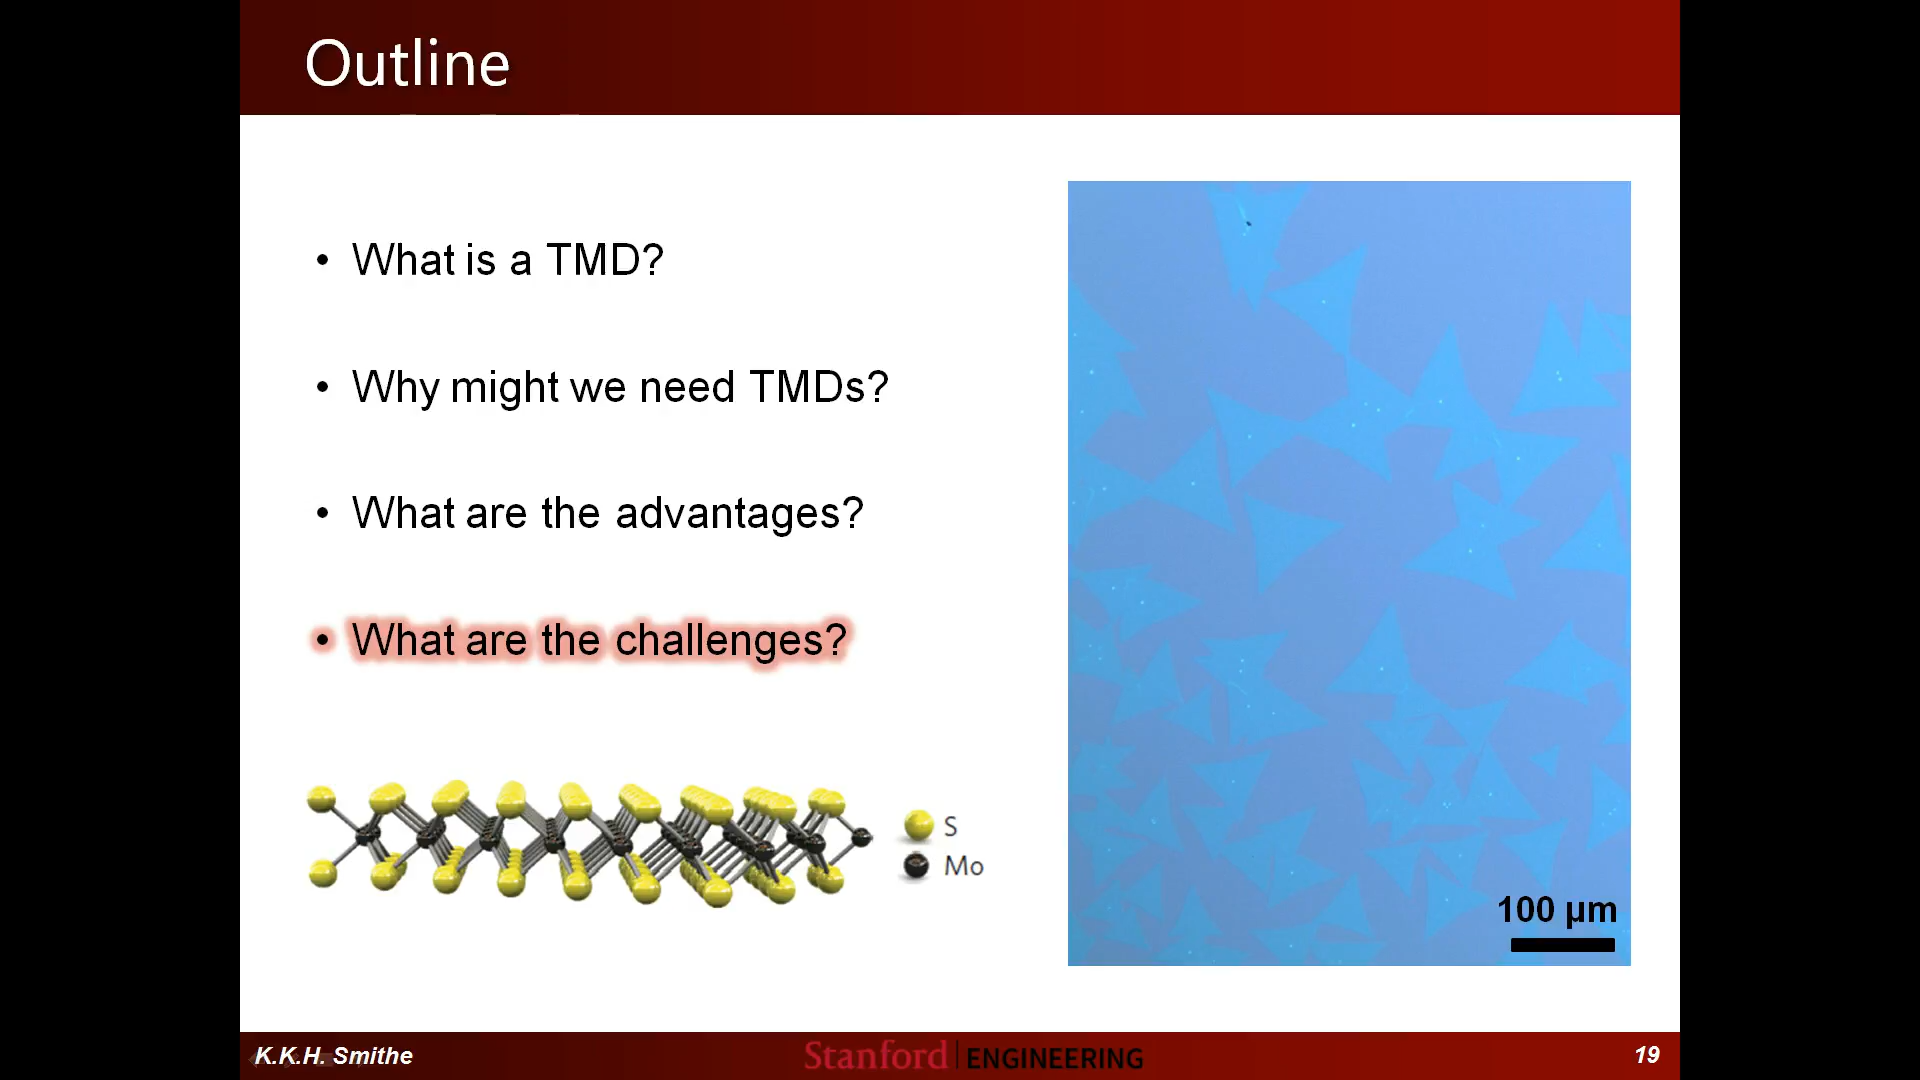 Outline
• What is a TMD?
• Why might we need TMDs?
• What are the advantages?
• What are the challenges?
S
Mo
100 μm
K.K.H. Smithe
Stanford ENGINEERING
19